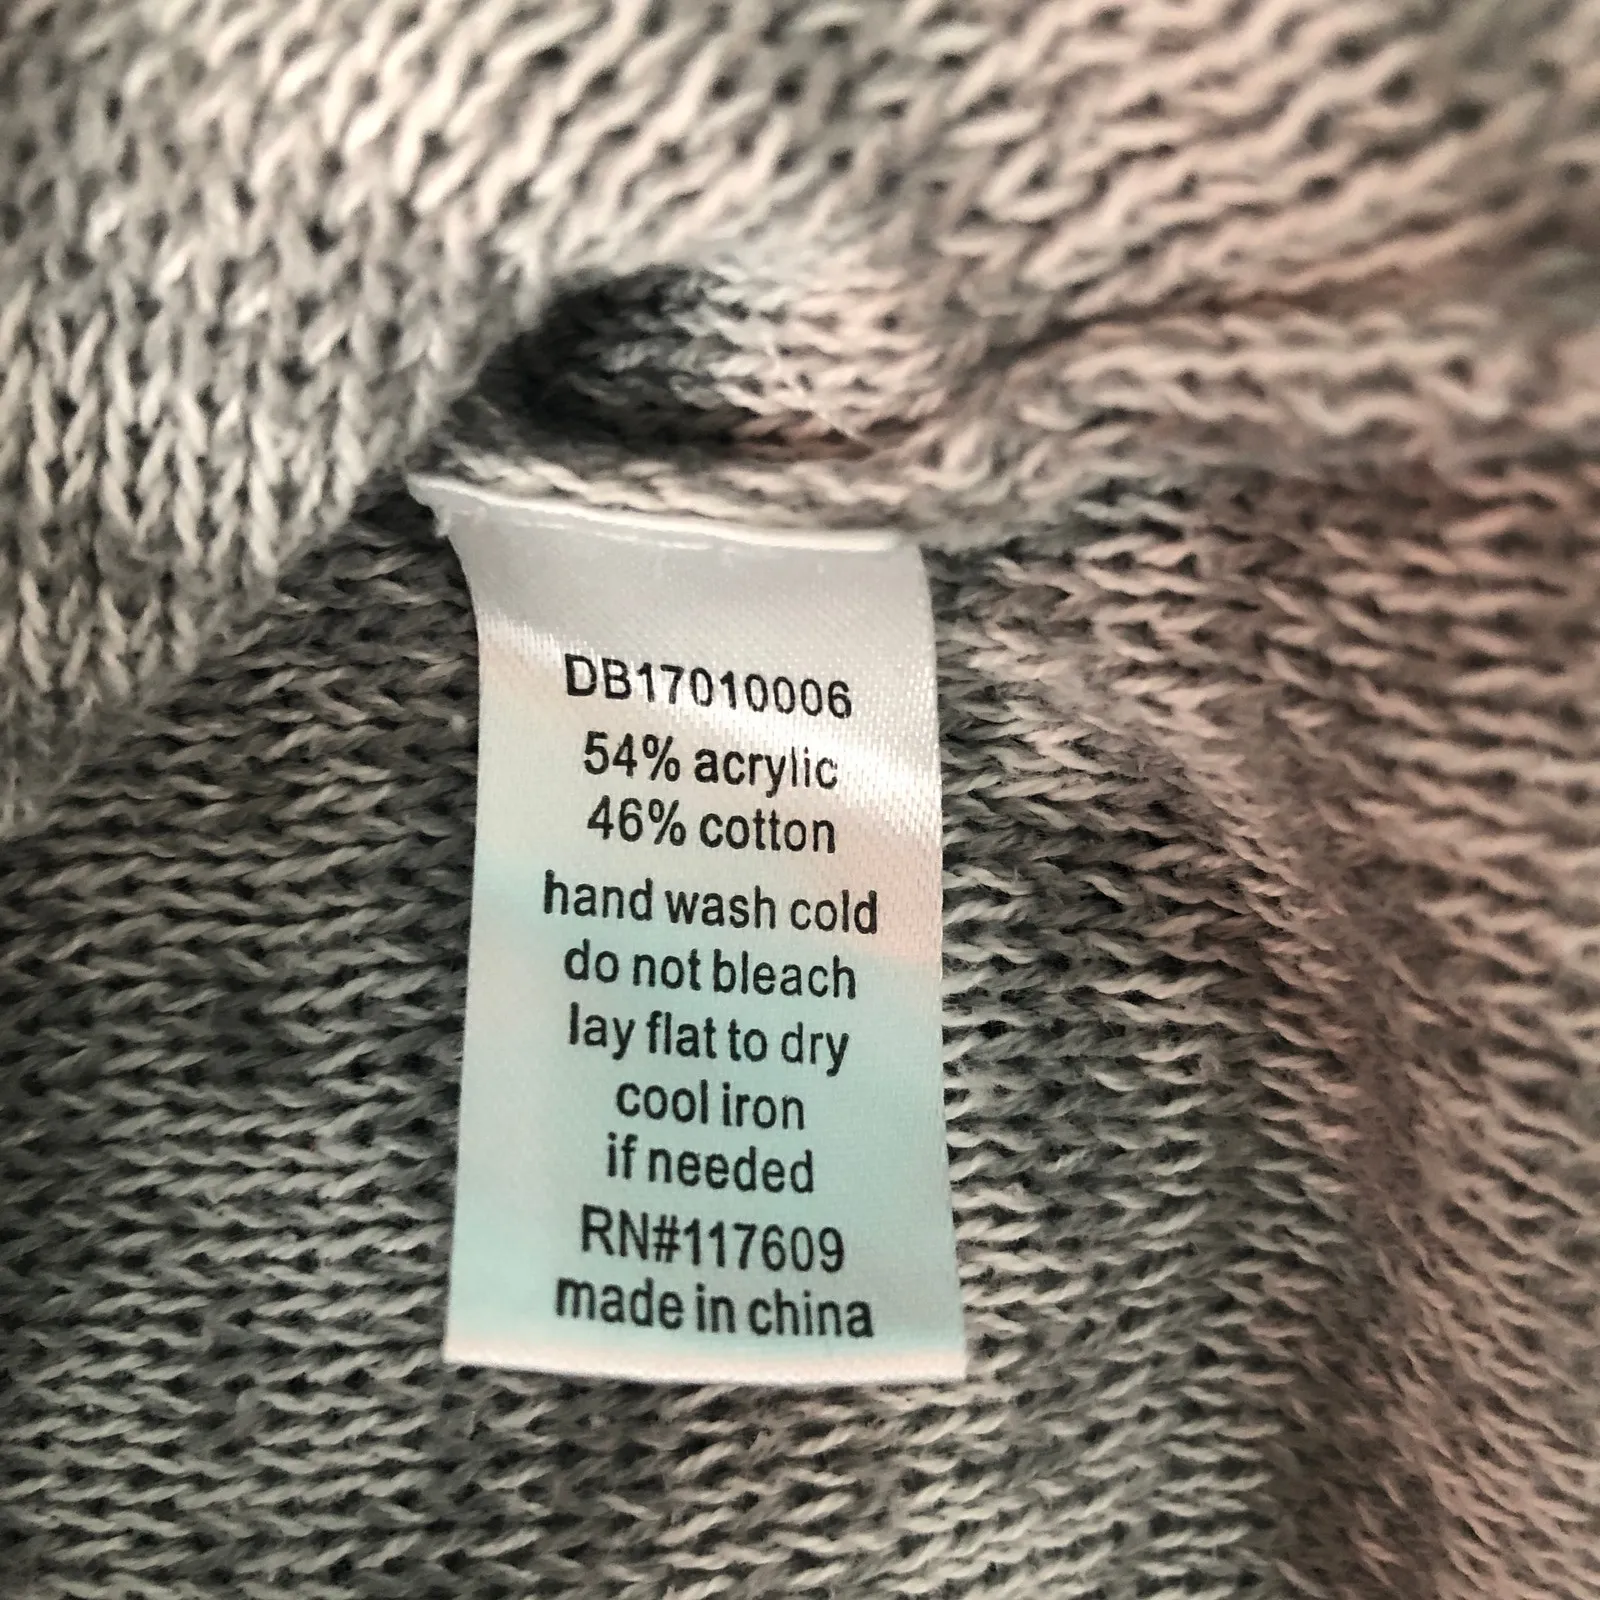 DB17010006
54% acrylic
46% cotton
hand wash cold
do not bleach
lay flat to dry
cool iron
if needed
RN#117609
made in china